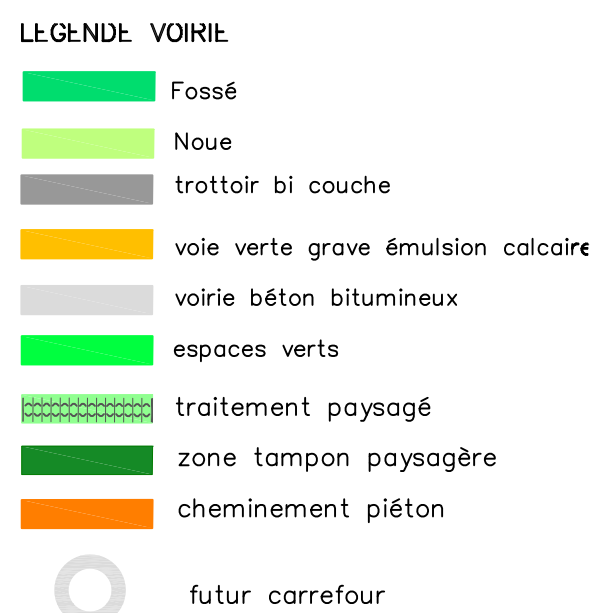 LEGENDE VOIRIE
Fossé
Noue
trottoir bi couche
voie verte grave émulsion calcaire
voirie béton bitumineux
espaces verts
traitement paysagé
zone tampon paysagère
cheminement piéton
futur carrefour